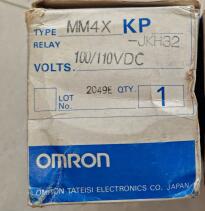 TYPE MM4X KP
RELAY -JKH32
VOLTS. 100/110VDC
LOT No. 2049E QTY 1
OMRON
OMRON TATEISI ELECTRONICS CO. JAPAN